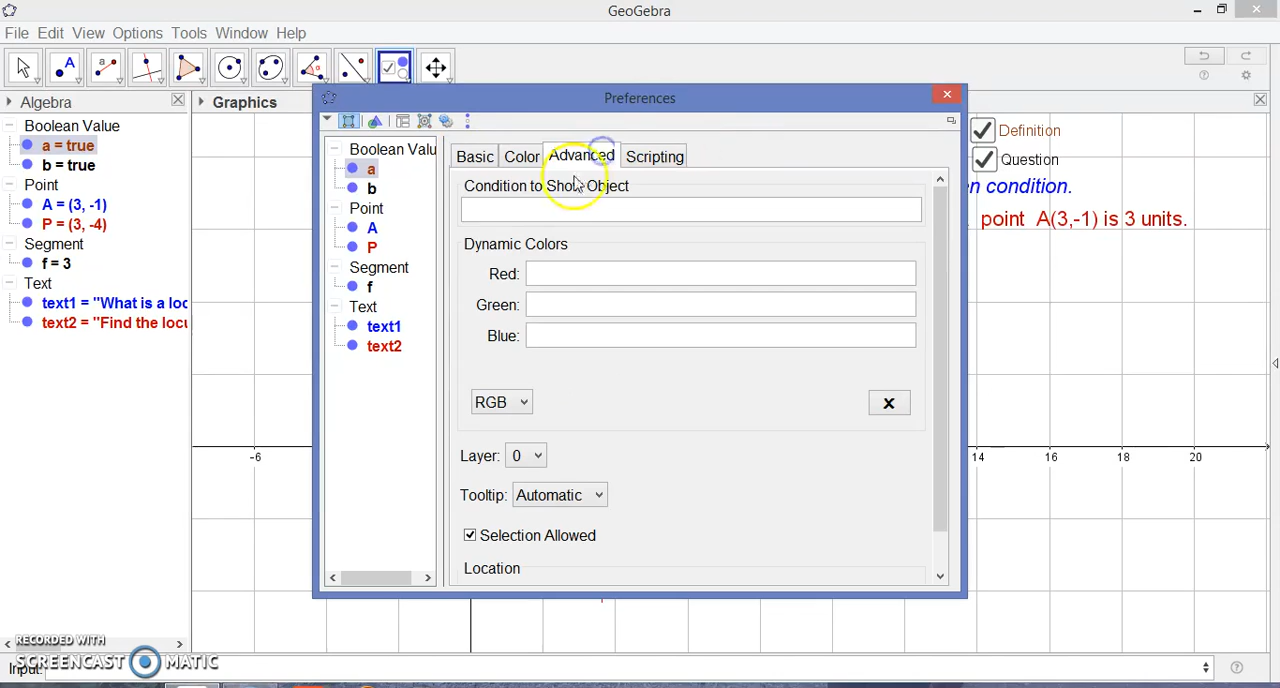 GeoGebra
File Edit View Options Tools Window Help
Algebra
Graphics
Boolean Value
a = true
b = true
Point
A = (3, -1)
P = (3, -4)
Segment
f = 3
Text
text1 = "What is a loc
text2 = "Find the locu
Preferences
Boolean Valu
a
b
Point
A
P
Segment
f
Text
text1
text2
Basic Color Advanced Scripting
Condition to Show Object
Dynamic Colors
Red:
Green:
Blue:
RGB
Layer: 0
Tooltip: Automatic
Selection Allowed
Location
Definition
Question
en condition.
point A(3,-1) is 3 units.
-6 14 16 18 20
RECORDED WITH
SCREENCAST MATIC
Input: